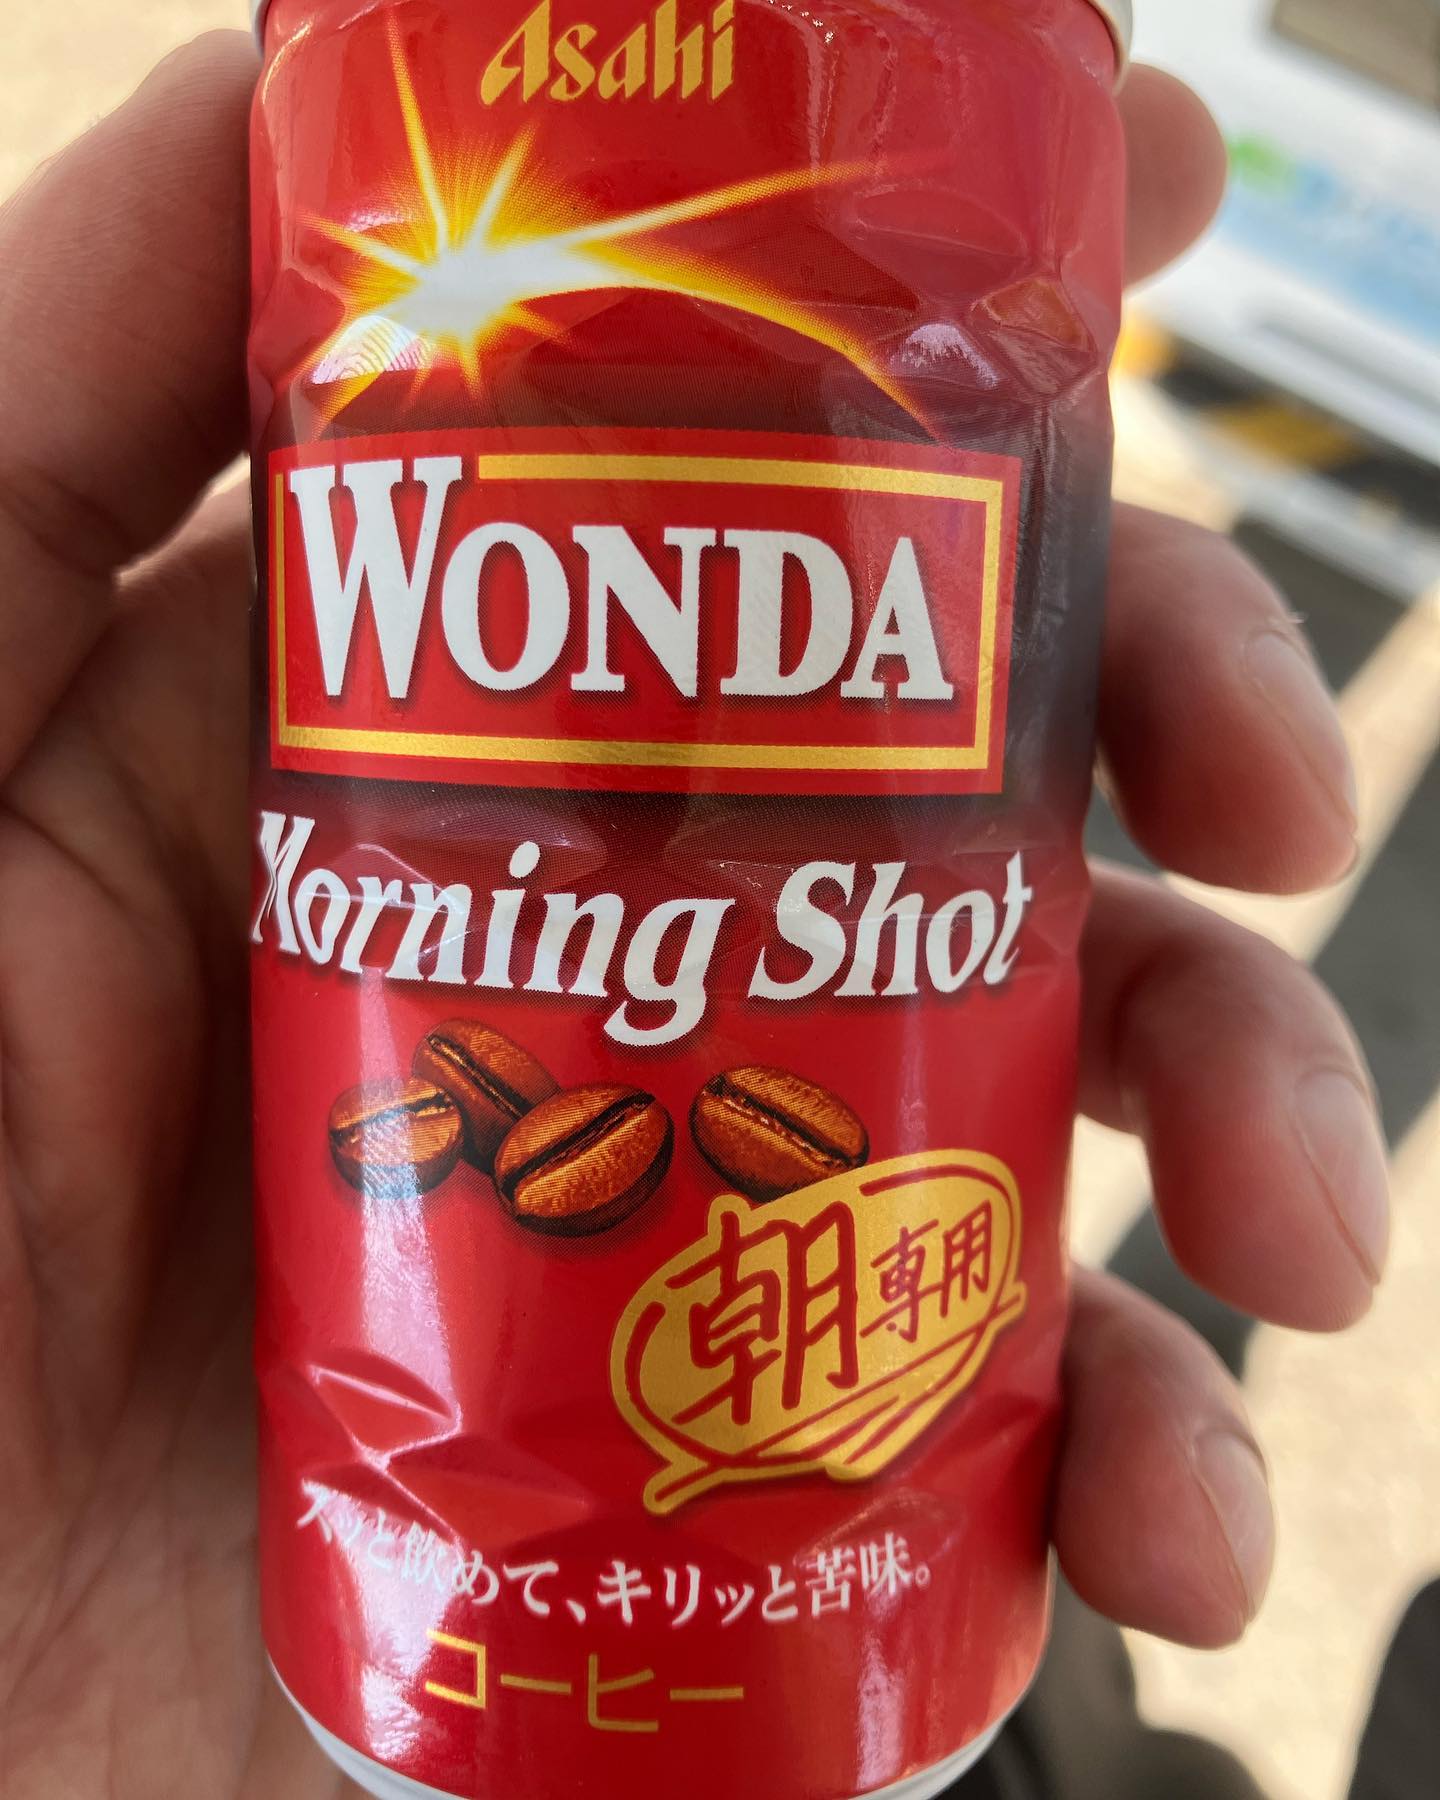 Asahi
WONDA
Morning Shot
朝専用
スッと飲めて、キリッと苦味。
コーヒー